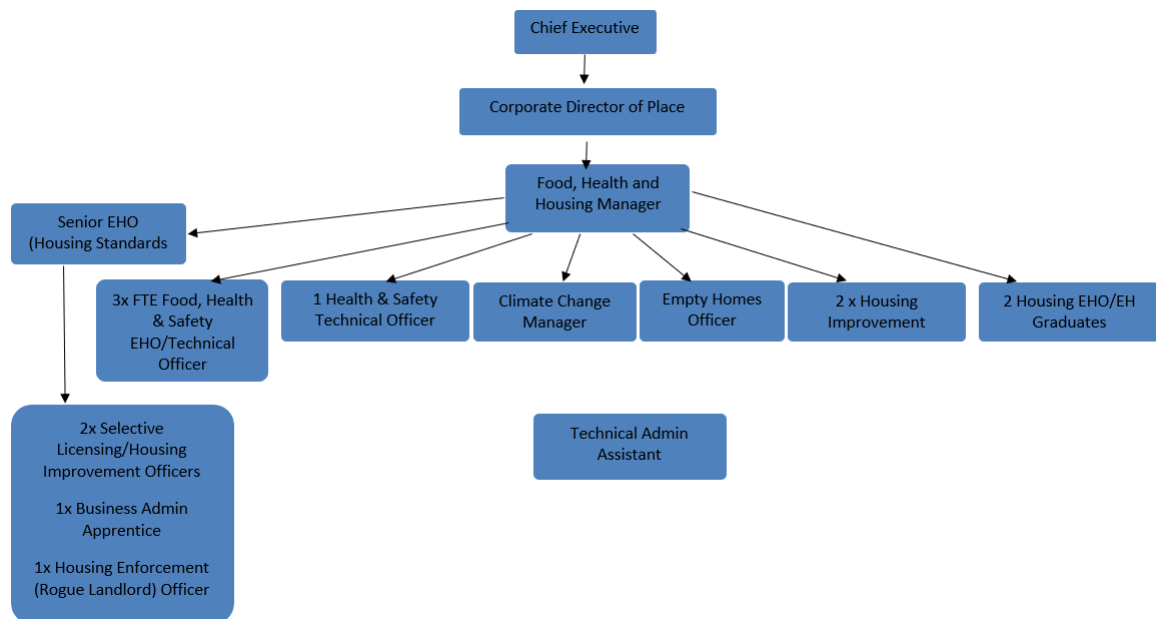 Chief Executive
Corporate Director of Place
Food, Health and
Housing Manager
Senior EHO
(Housing Standards
3x FTE Food, Health
& Safety
EHO/Technical
Officer
1 Health & Safety
Technical Officer
Climate Change
Manager
Empty Homes
Officer
2 x Housing
Improvement
2 Housing EHO/EH
Graduates
2x Selective
Licensing/Housing
Improvement Officers
1x Business Admin
Apprentice
1x Housing Enforcement
(Rogue Landlord) Officer
Technical Admin
Assistant